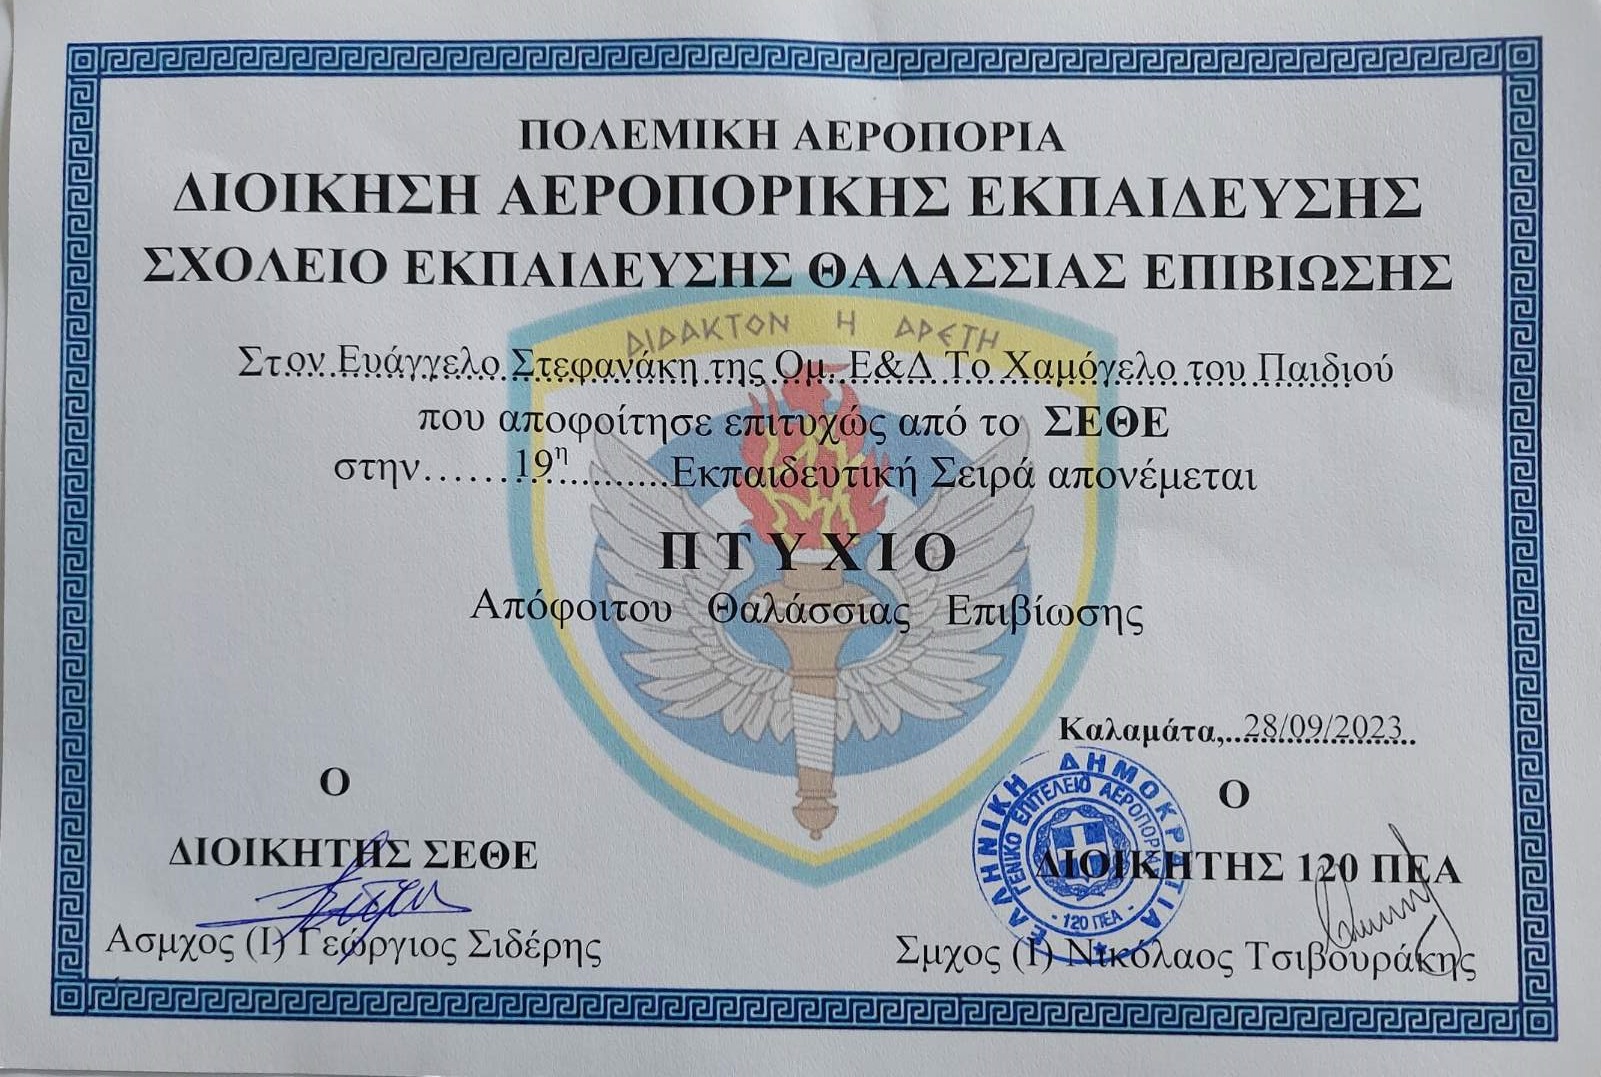 ΠΟΛΕΜΙΚΗ ΑΕΡΟΠΟΡΙΑ
ΔΙΟΙΚΗΣΗ ΑΕΡΟΠΟΡΙΚΗΣ ΕΚΠΑΙΔΕΥΣΗΣ
ΣΧΟΛΕΙΟ ΕΚΠΑΙΔΕΥΣΗΣ ΘΑΛΑΣΣΙΑΣ ΕΠΙΒΙΩΣΗΣ
ΔΙΔΑΚΤΟΝ Η ΑΡΕΤΗ
Στον Ευάγγελο Στεφανάκη της Ομ. Ε&Δ Το Χαμόγελο του Παιδιού
που αποφοίτησε επιτυχώς από το ΣΕΘΕ
στην......19η..........Εκπαιδευτική Σειρά απονέμεται
ΠΤΥΧΙΟ
Απόφοιτου Θαλάσσιας Επιβίωσης
Καλαμάτα,..28/09/2023..
Ο
ΔΙΟΙΚΗΤΗΣ ΣΕΘΕ
Ασμχος (Ι) Γεώργιος Σιδέρης
Ο
ΔΙΟΙΚΗΤΗΣ 120 ΠΕΑ
Σμχος (Ι) Νικόλαος Τσιβουράκης
ΕΛΛΗΝΙΚΗ ΔΗΜΟΚΡΑΤΙΑ
ΓΕΝΙΚΟ ΕΠΙΤΕΛΕΙΟ ΑΕΡΟΠΟΡΙΑΣ
- 120 ΠΕΑ -